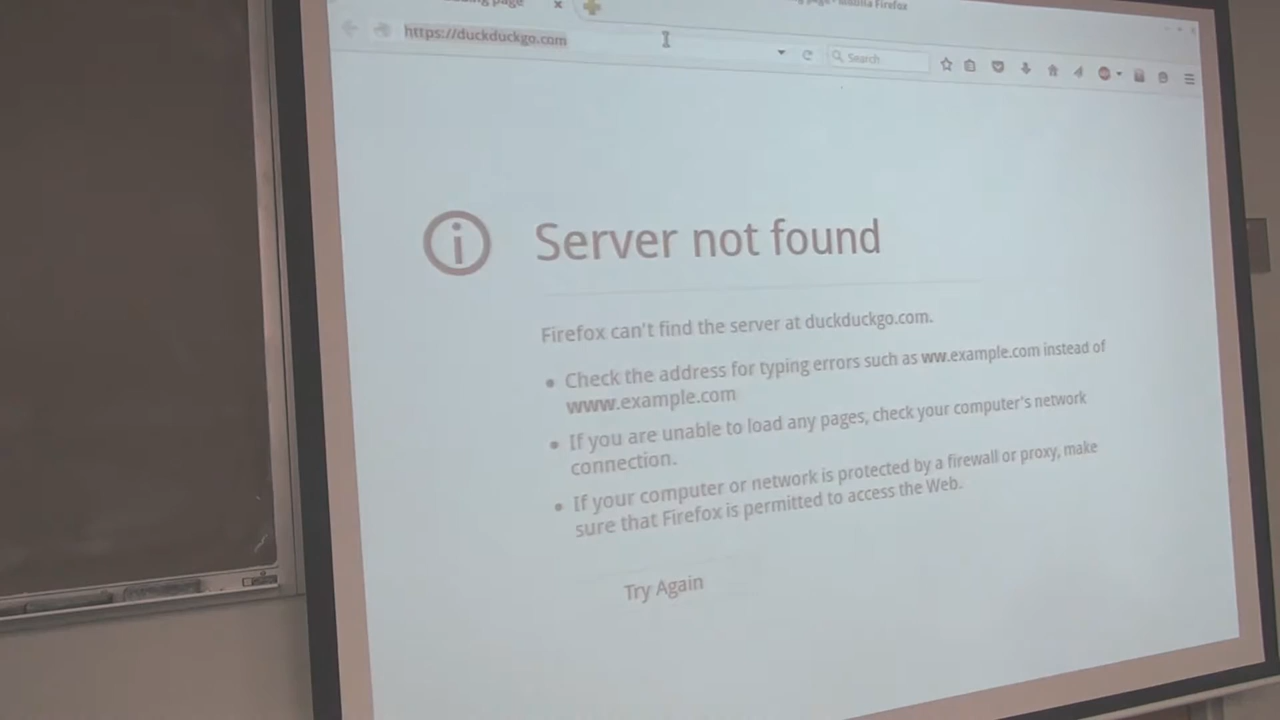 page
Firefox
https://duckduckgo.com
Search
Server not found
Firefox can't find the server at duckduckgo.com.
Check the address for typing errors such as ww.example.com instead of
www.example.com
If you are unable to load any pages, check your computer's network
connection.
If your computer or network is protected by a firewall or proxy, make
sure that Firefox is permitted to access the Web.
Try Again